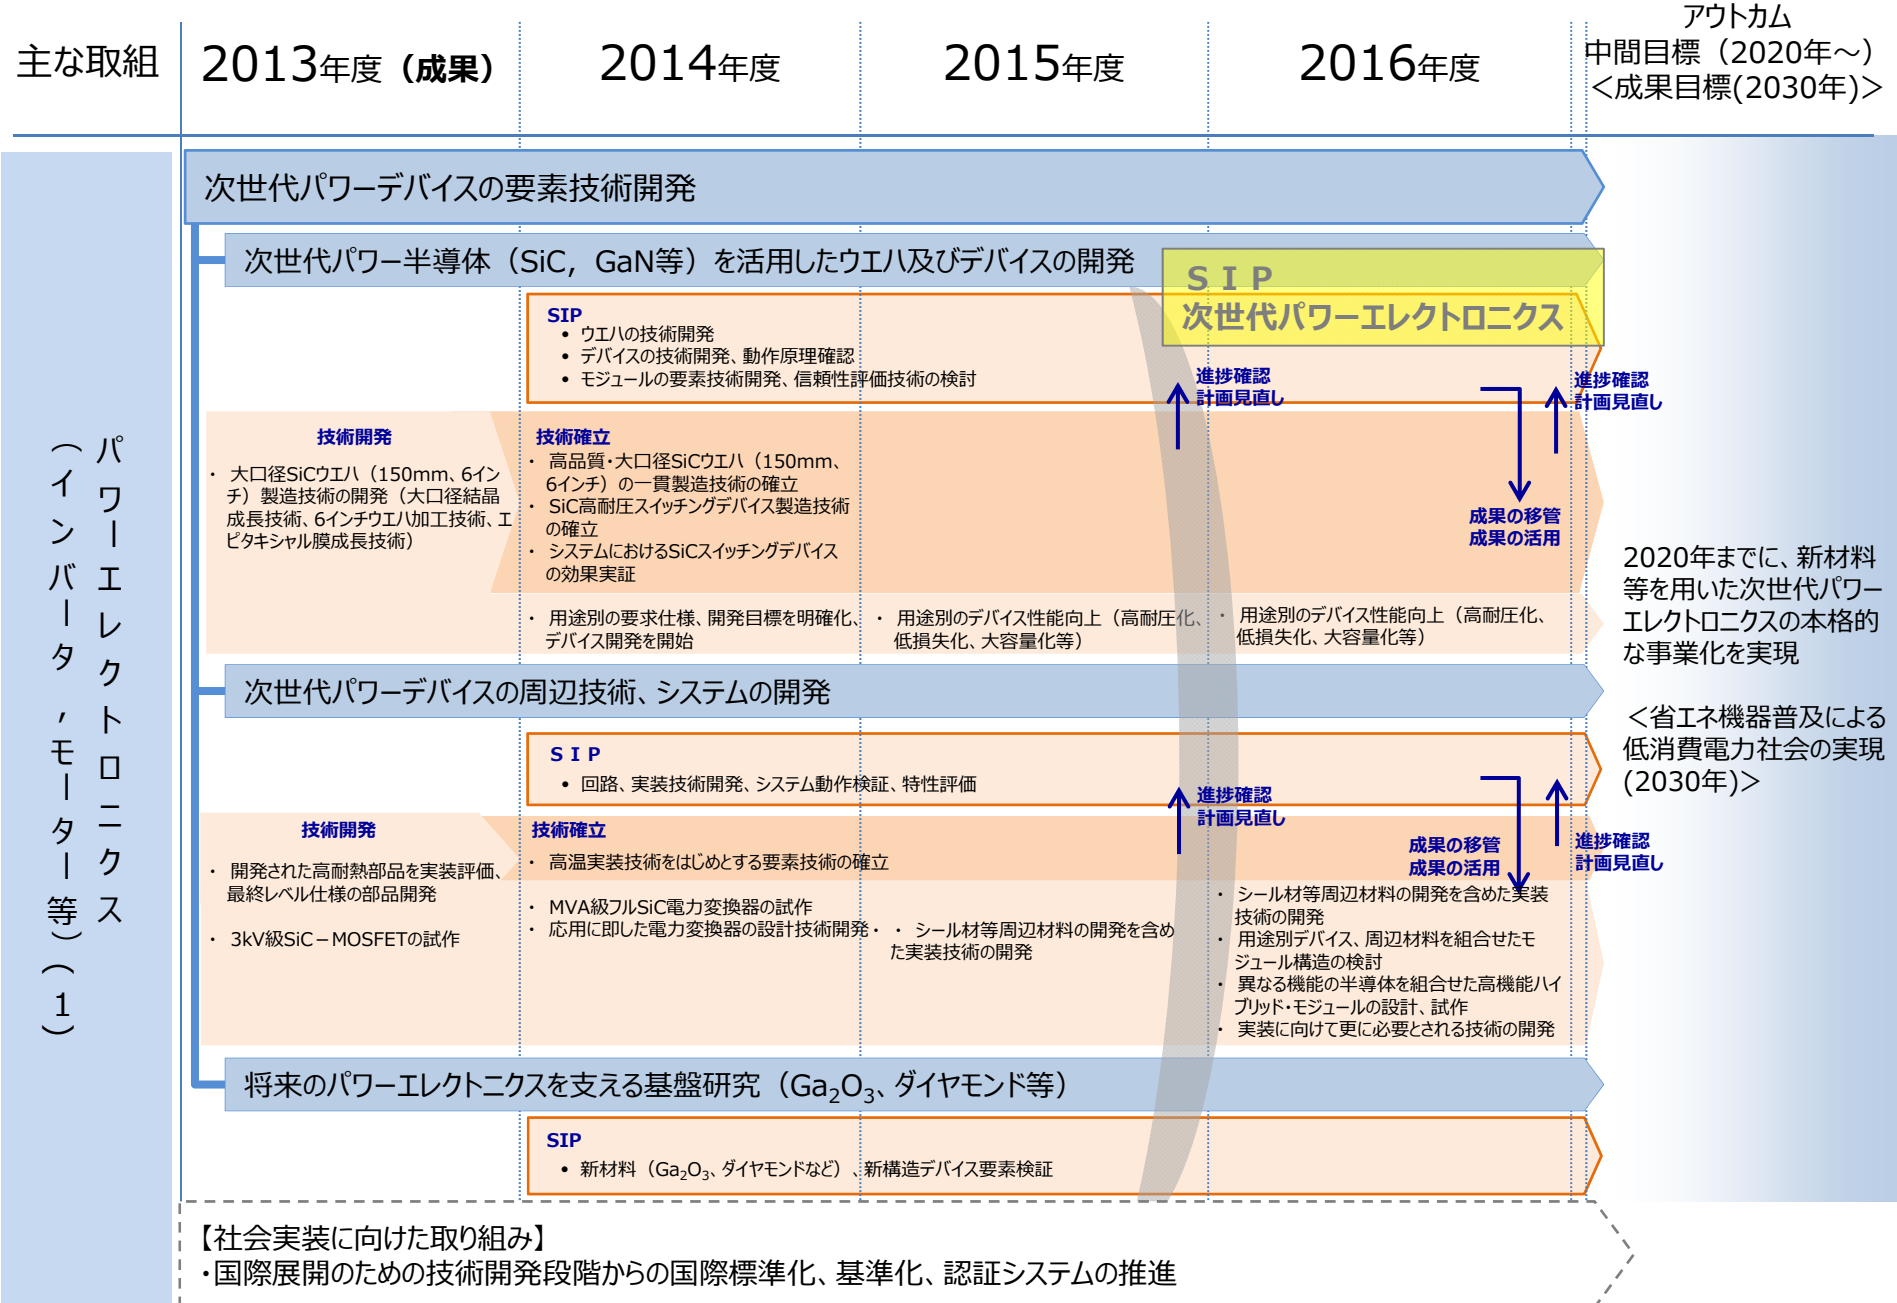 主な取組
2013年度（成果）
2014年度
2015年度
2016年度
アウトカム
中間目標（2020年～）
＜成果目標(2030年)＞
パワーエレクトロニクス
（インバータ，モーター等）（１）
次世代パワーデバイスの要素技術開発
次世代パワー半導体（SiC，GaN等）を活用したウエハ及びデバイスの開発
ＳＩＰ
次世代パワーエレクトロニクス
SIP
• ウエハの技術開発
• デバイスの技術開発、動作原理確認
• モジュールの要素技術開発、信頼性評価技術の検討
進捗確認
計画見直し
進捗確認
計画見直し
技術開発
・ 大口径SiCウエハ（150mm、6イン
チ）製造技術の開発（大口径結晶
成長技術、6インチウエハ加工技術、エ
ピタキシャル膜成長技術）
技術確立
・ 高品質・大口径SiCウエハ（150mm、
6インチ）の一貫製造技術の確立
・ SiC高耐圧スイッチングデバイス製造技術
の確立
・ システムにおけるSiCスイッチングデバイス
の効果実証
成果の移管
成果の活用
・ 用途別の要求仕様、開発目標を明確化、
デバイス開発を開始
・ 用途別のデバイス性能向上（高耐圧化、
低損失化、大容量化等）
・ 用途別のデバイス性能向上（高耐圧化、
低損失化、大容量化等）
次世代パワーデバイスの周辺技術、システムの開発
ＳＩＰ
• 回路、実装技術開発、システム動作検証、特性評価
進捗確認
計画見直し
進捗確認
計画見直し
技術開発
・ 開発された高耐熱部品を実装評価、
最終レベル仕様の部品開発
・ 3kV級SiC－MOSFETの試作
技術確立
・ 高温実装技術をはじめとする要素技術の確立
成果の移管
成果の活用
・ MVA級フルSiC電力変換器の試作
・ 応用に即した電力変換器の設計技術開発
・ ・ シール材等周辺材料の開発を含め
た実装技術の開発
・ シール材等周辺材料の開発を含めた実装
技術の開発
・ 用途別デバイス、周辺材料を組合せたモ
ジュール構造の検討
・ 異なる機能の半導体を組合せた高機能ハイ
ブリッド・モジュールの設計、試作
・ 実装に向けて更に必要とされる技術の開発
将来のパワーエレクトニクスを支える基盤研究（Ga2O3、ダイヤモンド等）
SIP
• 新材料（Ga2O3、ダイヤモンドなど）、新構造デバイス要素検証
2020年までに、新材料
等を用いた次世代パワー
エレクトロニクスの本格的
な事業化を実現
＜省エネ機器普及による
低消費電力社会の実現
(2030年)＞
【社会実装に向けた取り組み】
・国際展開のための技術開発段階からの国際標準化、基準化、認証システムの推進